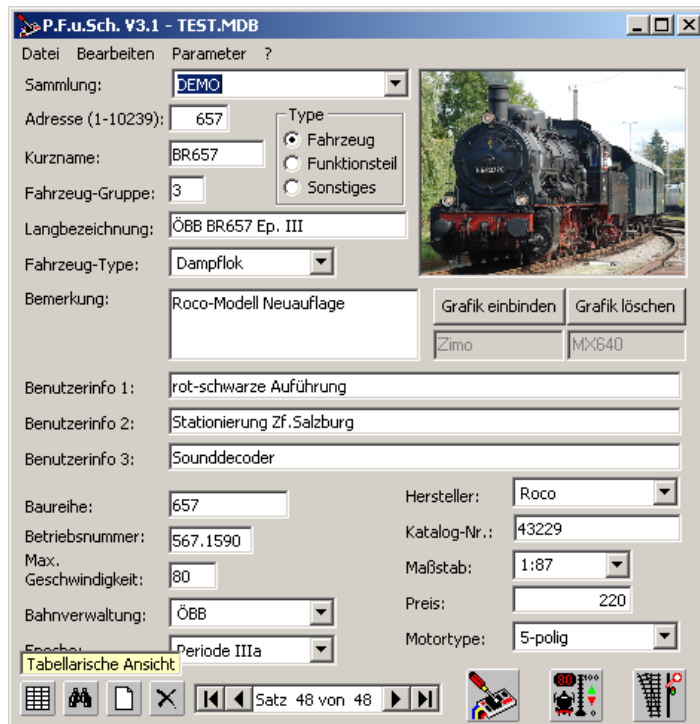 P.F.u.Sch. V3.1 - TEST.MDB
Datei Bearbeiten Parameter ?
Sammlung: DEMO
Adresse (1-10239): 657
Type
Fahrzeug
Funktionsteil
Sonstiges
Kurzname: BR657
Fahrzeug-Gruppe: 3
Langbezeichnung: ÖBB BR657 Ep. III
Fahrzeug-Type: Dampflok
Bemerkung: Roco-Modell Neuauflage
Grafik einbinden Grafik löschen
Zimo MX640
Benutzerinfo 1: rot-schwarze Auführung
Benutzerinfo 2: Stationierung Zf.Salzburg
Benutzerinfo 3: Sounddecoder
Baureihe: 657
Betriebsnummer: 567.1590
Max.
Geschwindigkeit: 80
Bahnverwaltung: ÖBB
Epoche: Periode IIIa
Hersteller: Roco
Katalog-Nr.: 43229
Maßstab: 1:87
Preis: 220
Motortype: 5-polig
Tabellarische Ansicht
Satz 48 von 48
80 100